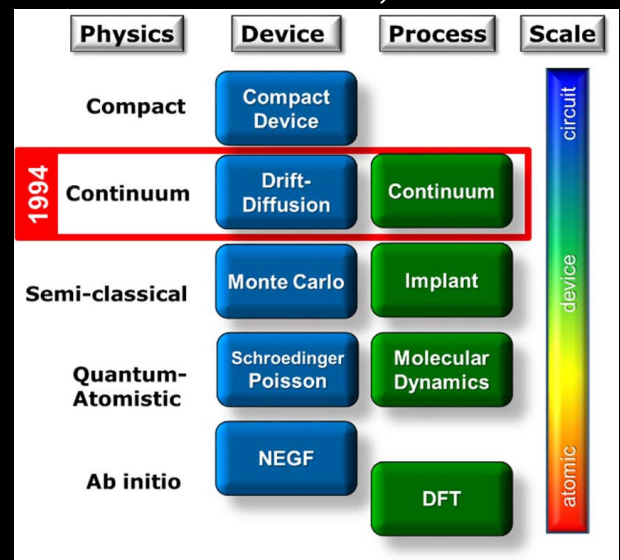 Physics Device Process Scale
Compact
Compact
Device
circuit
1994
Continuum
Drift-
Diffusion
Continuum
Semi-classical
Monte Carlo
Implant
device
Quantum-
Atomistic
Schroedinger
Poisson
Molecular
Dynamics
Ab initio
NEGF
DFT
atomic